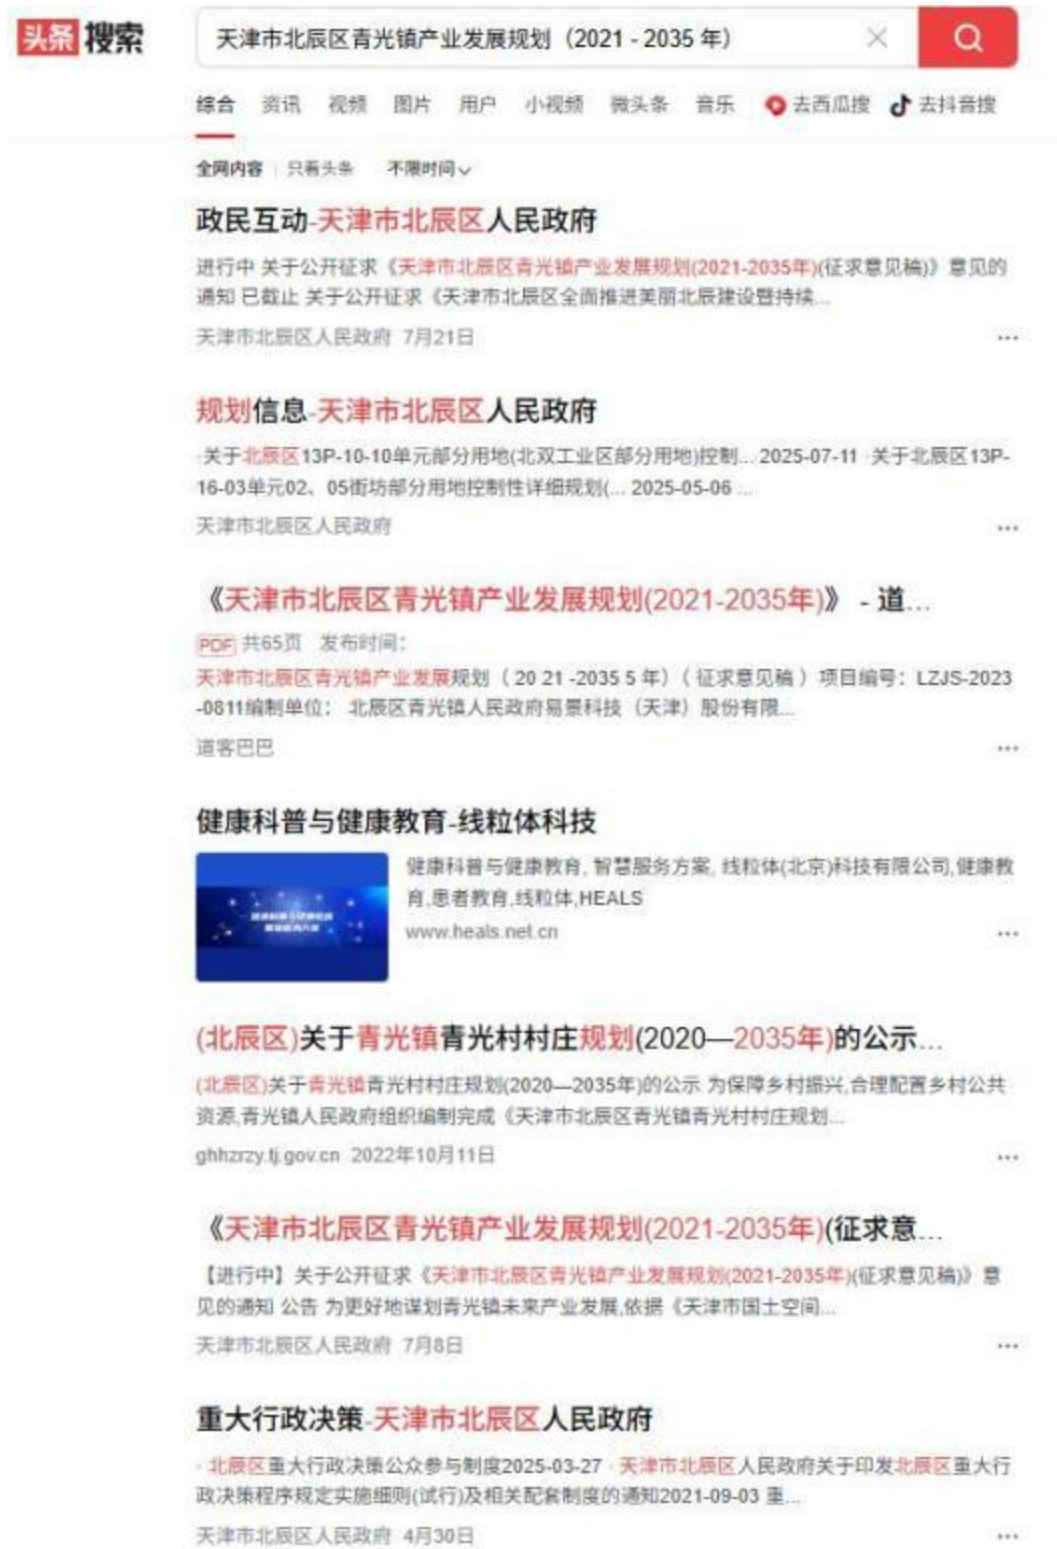 头条 搜索
天津市北辰区青光镇产业发展规划（2021 - 2035 年）
综合 资讯 视频 图片 用户 小视频 微头条 音乐 去西瓜搜 去抖音搜
全网内容 只看头条 不限时间
政民互动-天津市北辰区人民政府
进行中 关于公开征求《天津市北辰区青光镇产业发展规划(2021-2035年)(征求意见稿)》意见的
通知 已截止 关于公开征求《天津市北辰区全面推进美丽北辰建设暨持续...
天津市北辰区人民政府 7月21日
规划信息-天津市北辰区人民政府
·关于北辰区13P-10-10单元部分用地(北双工业区部分用地)控制... 2025-07-11 ·关于北辰区13P-
16-03单元02、05街坊部分用地控制性详细规划(... 2025-05-06 ...
天津市北辰区人民政府
《天津市北辰区青光镇产业发展规划(2021-2035年)》 - 道...
PDF 共65页 发布时间：
天津市北辰区青光镇产业发展规划（ 20 21 -2035 5 年）（ 征求意见稿 ）项目编号：LZJS-2023
-0811编制单位： 北辰区青光镇人民政府易景科技（天津）股份有限...
道客巴巴
健康科普与健康教育-线粒体科技
健康科普与健康教育, 智慧服务方案, 线粒体(北京)科技有限公司,健康教
育,患者教育,线粒体,HEALS
www.heals.net.cn
(北辰区)关于青光镇青光村村庄规划(2020—2035年)的公示...
(北辰区)关于青光镇青光村村庄规划(2020—2035年)的公示 为保障乡村振兴,合理配置乡村公共
资源,青光镇人民政府组织编制完成《天津市北辰区青光镇青光村村庄规划...
ghhzrzy.tj.gov.cn 2022年10月11日
《天津市北辰区青光镇产业发展规划(2021-2035年)(征求意...
【进行中】关于公开征求《天津市北辰区青光镇产业发展规划(2021-2035年)(征求意见稿)》意
见的通知 公告 为更好地谋划青光镇未来产业发展,依据《天津市国土空间...
天津市北辰区人民政府 7月8日
重大行政决策-天津市北辰区人民政府
· 北辰区重大行政决策公众参与制度2025-03-27 · 天津市北辰区人民政府关于印发北辰区重大行
政决策程序规定实施细则(试行)及相关配套制度的通知2021-09-03 重...
天津市北辰区人民政府 4月30日